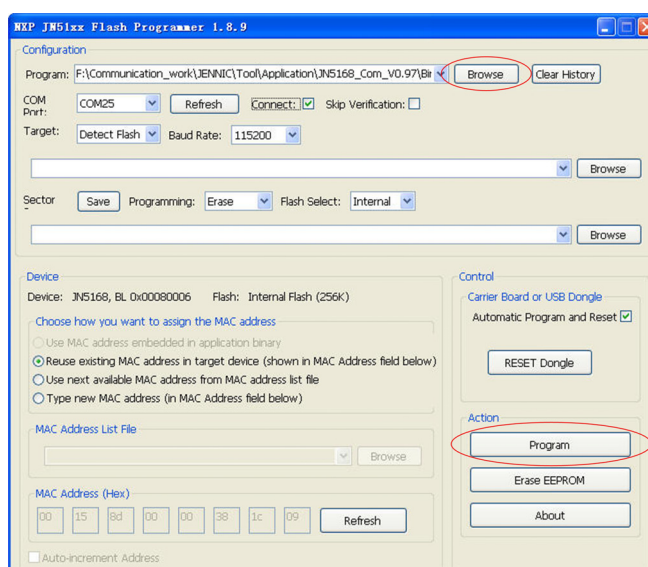 NXP JN51xx Flash Programmer 1.8.9
Configuration
Program: F:\Communication_work\JENNIC\Tool\Application\JN5168_Com_V0.97\Bir Browse Clear History
COM Port: COM25 Refresh Connect: Skip Verification:
Target: Detect Flash Baud Rate: 115200
Browse
Sector Save Programming: Erase Flash Select: Internal
Browse
Device
Device: JN5168, BL 0x00080006 Flash: Internal Flash (256K)
Choose how you want to assign the MAC address
Use MAC address embedded in application binary
Reuse existing MAC address in target device (shown in MAC Address field below)
Use next available MAC address from MAC address list file
Type new MAC address (in MAC Address field below)
MAC Address List File
Browse
MAC Address (Hex)
00 15 8d 00 00 38 1c 09 Refresh
Auto-increment Address
Control
Carrier Board or USB Dongle
Automatic Program and Reset
RESET Dongle
Action
Program
Erase EEPROM
About